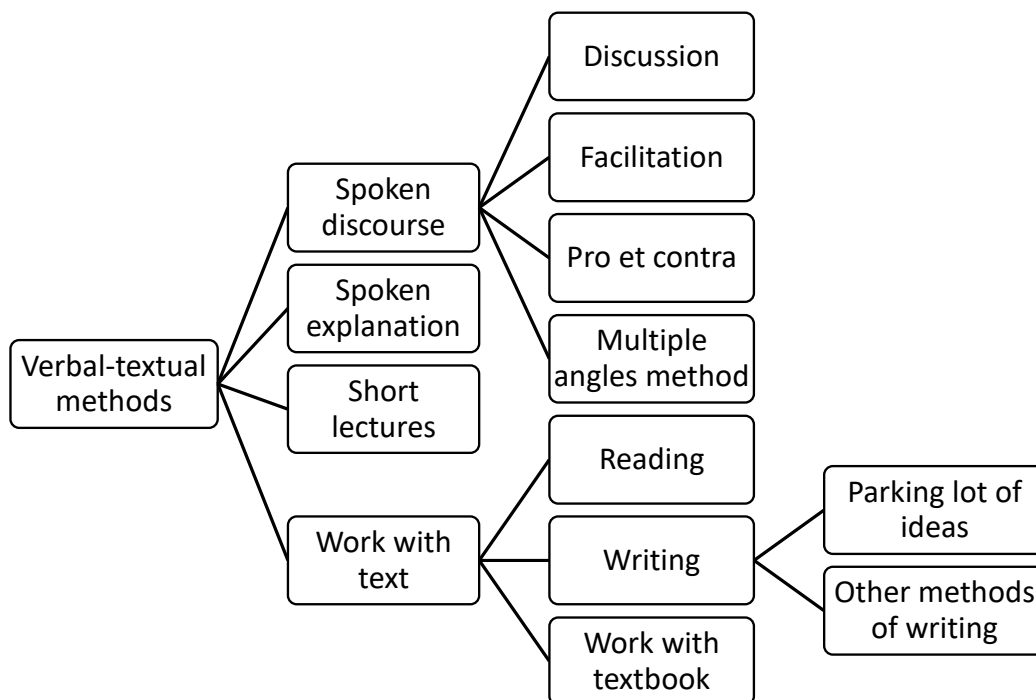 Verbal-textual
methods
Spoken
discourse
Discussion
Facilitation
Pro et contra
Multiple
angles method
Spoken
explanation
Short
lectures
Work with
text
Reading
Writing
Parking lot of
ideas
Other methods
of writing
Work with
textbook